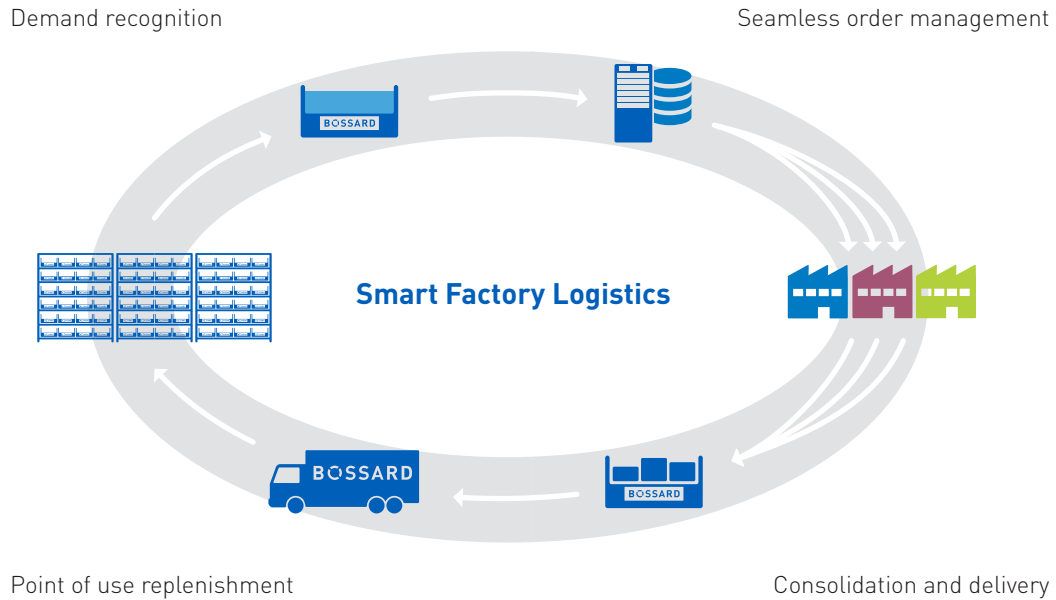 Demand recognition
Seamless order management
BOSSARD
Smart Factory Logistics
BOSSARD
BOSSARD
Point of use replenishment
Consolidation and delivery